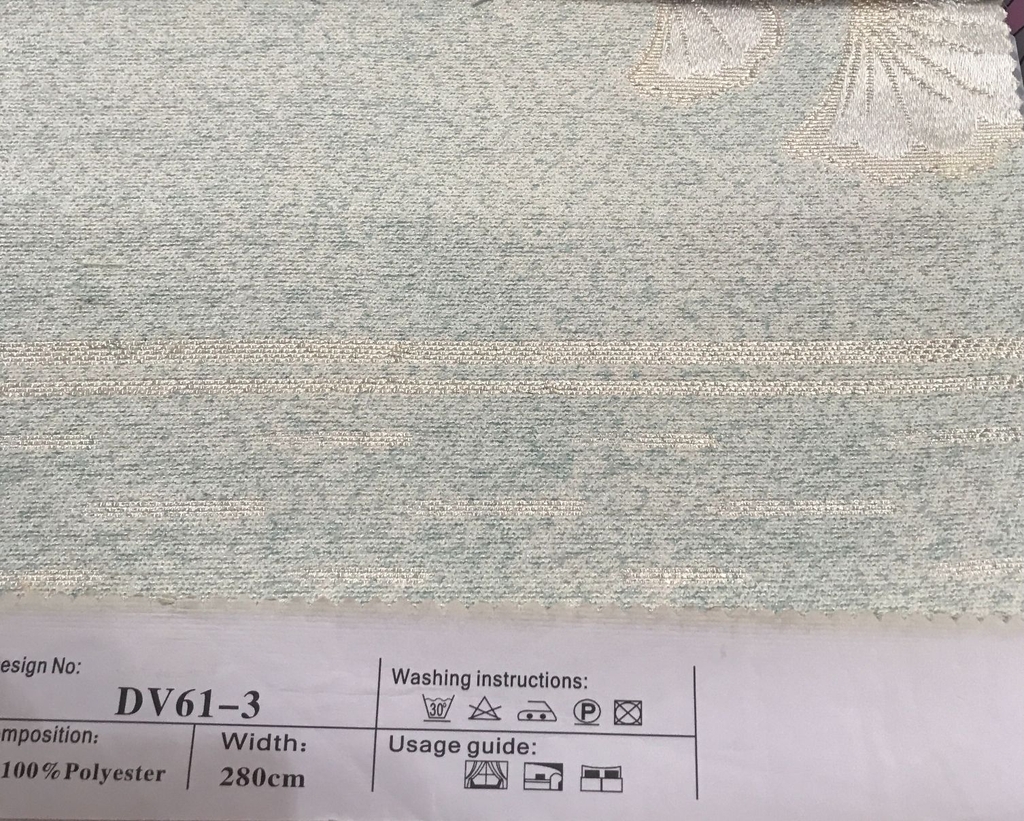 esign No:
DV61-3
mposition:
100% Polyester
Width:
280cm
Washing instructions:
30°
P
Usage guide: